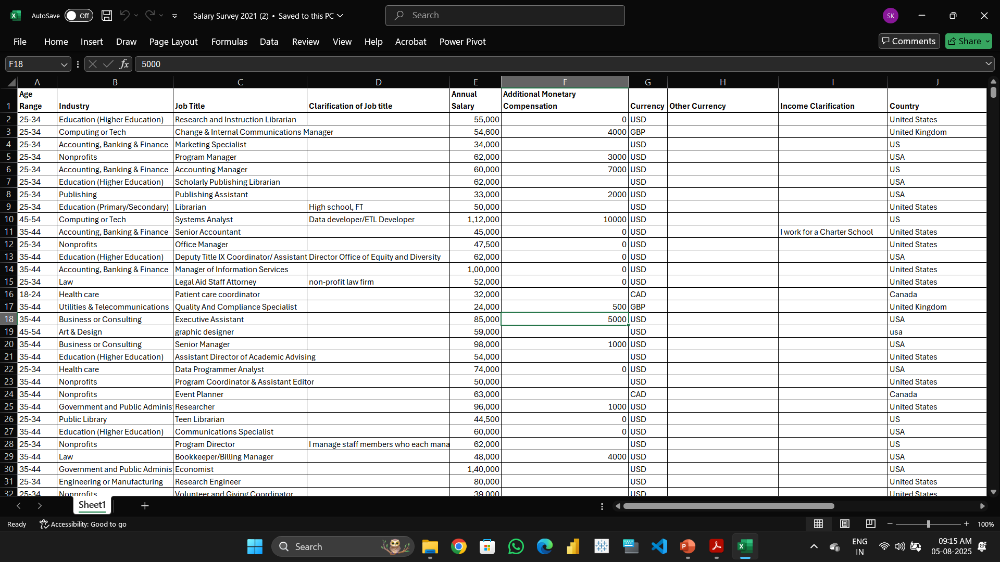 AutoSave Off Salary Survey 2021 (2) • Saved to this PC Search SK
File Home Insert Draw Page Layout Formulas Data Review View Help Acrobat Power Pivot Comments Share
F18 fx 5000
A B C D E F G H I J
1 Age Range Industry Job Title Clarification of Job title Annual Salary Additional Monetary Compensation Currency Other Currency Income Clarification Country
2 25-34 Education (Higher Education) Research and Instruction Librarian 55,000 0 USD United States
3 25-34 Computing or Tech Change & Internal Communications Manager 54,600 4000 GBP United Kingdom
4 25-34 Accounting, Banking & Finance Marketing Specialist 34,000 USD US
5 25-34 Nonprofits Program Manager 62,000 3000 USD USA
6 25-34 Accounting, Banking & Finance Accounting Manager 60,000 7000 USD US
7 25-34 Education (Higher Education) Scholarly Publishing Librarian 62,000 USD USA
8 25-34 Publishing Publishing Assistant 33,000 2000 USD USA
9 25-34 Education (Primary/Secondary) Librarian High school, FT 50,000 USD United States
10 45-54 Computing or Tech Systems Analyst Data developer/ETL Developer 1,12,000 10000 USD US
11 35-44 Accounting, Banking & Finance Senior Accountant 45,000 0 USD I work for a Charter School United States
12 25-34 Nonprofits Office Manager 47,500 0 USD United States
13 35-44 Education (Higher Education) Deputy Title IX Coordinator/ Assistant Director Office of Equity and Diversity 62,000 0 USD USA
14 35-44 Accounting, Banking & Finance Manager of Information Services 1,00,000 0 USD United States
15 25-34 Law Legal Aid Staff Attorney non-profit law firm 52,000 0 USD United States
16 18-24 Health care Patient care coordinator 32,000 CAD Canada
17 35-44 Utilities & Telecommunications Quality And Compliance Specialist 24,000 500 GBP United Kingdom
18 35-44 Business or Consulting Executive Assistant 85,000 5000 USD USA
19 45-54 Art & Design graphic designer 59,000 USD usa
20 35-44 Business or Consulting Senior Manager 98,000 1000 USD USA
21 35-44 Education (Higher Education) Assistant Director of Academic Advising 54,000 USD United States
22 25-34 Health care Data Programmer Analyst 74,000 0 USD USA
23 35-44 Nonprofits Program Coordinator & Assistant Editor 50,000 USD United States
24 35-44 Nonprofits Event Planner 63,000 CAD Canada
25 35-44 Government and Public Adminis Researcher 96,000 1000 USD United States
26 25-34 Public Library Teen Librarian 44,500 0 USD US
27 35-44 Education (Higher Education) Communications Specialist 60,000 0 USD USA
28 25-34 Nonprofits Program Director I manage staff members who each mana 62,000 USD US
29 35-44 Law Bookkeeper/Billing Manager 48,000 4000 USD USA
30 35-44 Government and Public Adminis Economist 1,40,000 USD USA
31 25-34 Engineering or Manufacturing Research Engineer 80,000 USD United States
32 25-34 Nonprofits Volunteer and Giving Coordinator 39,000 USD United States
Sheet1
Ready Accessibility: Good to go 100%
Search ENG IN 09:15 AM 05-08-2025